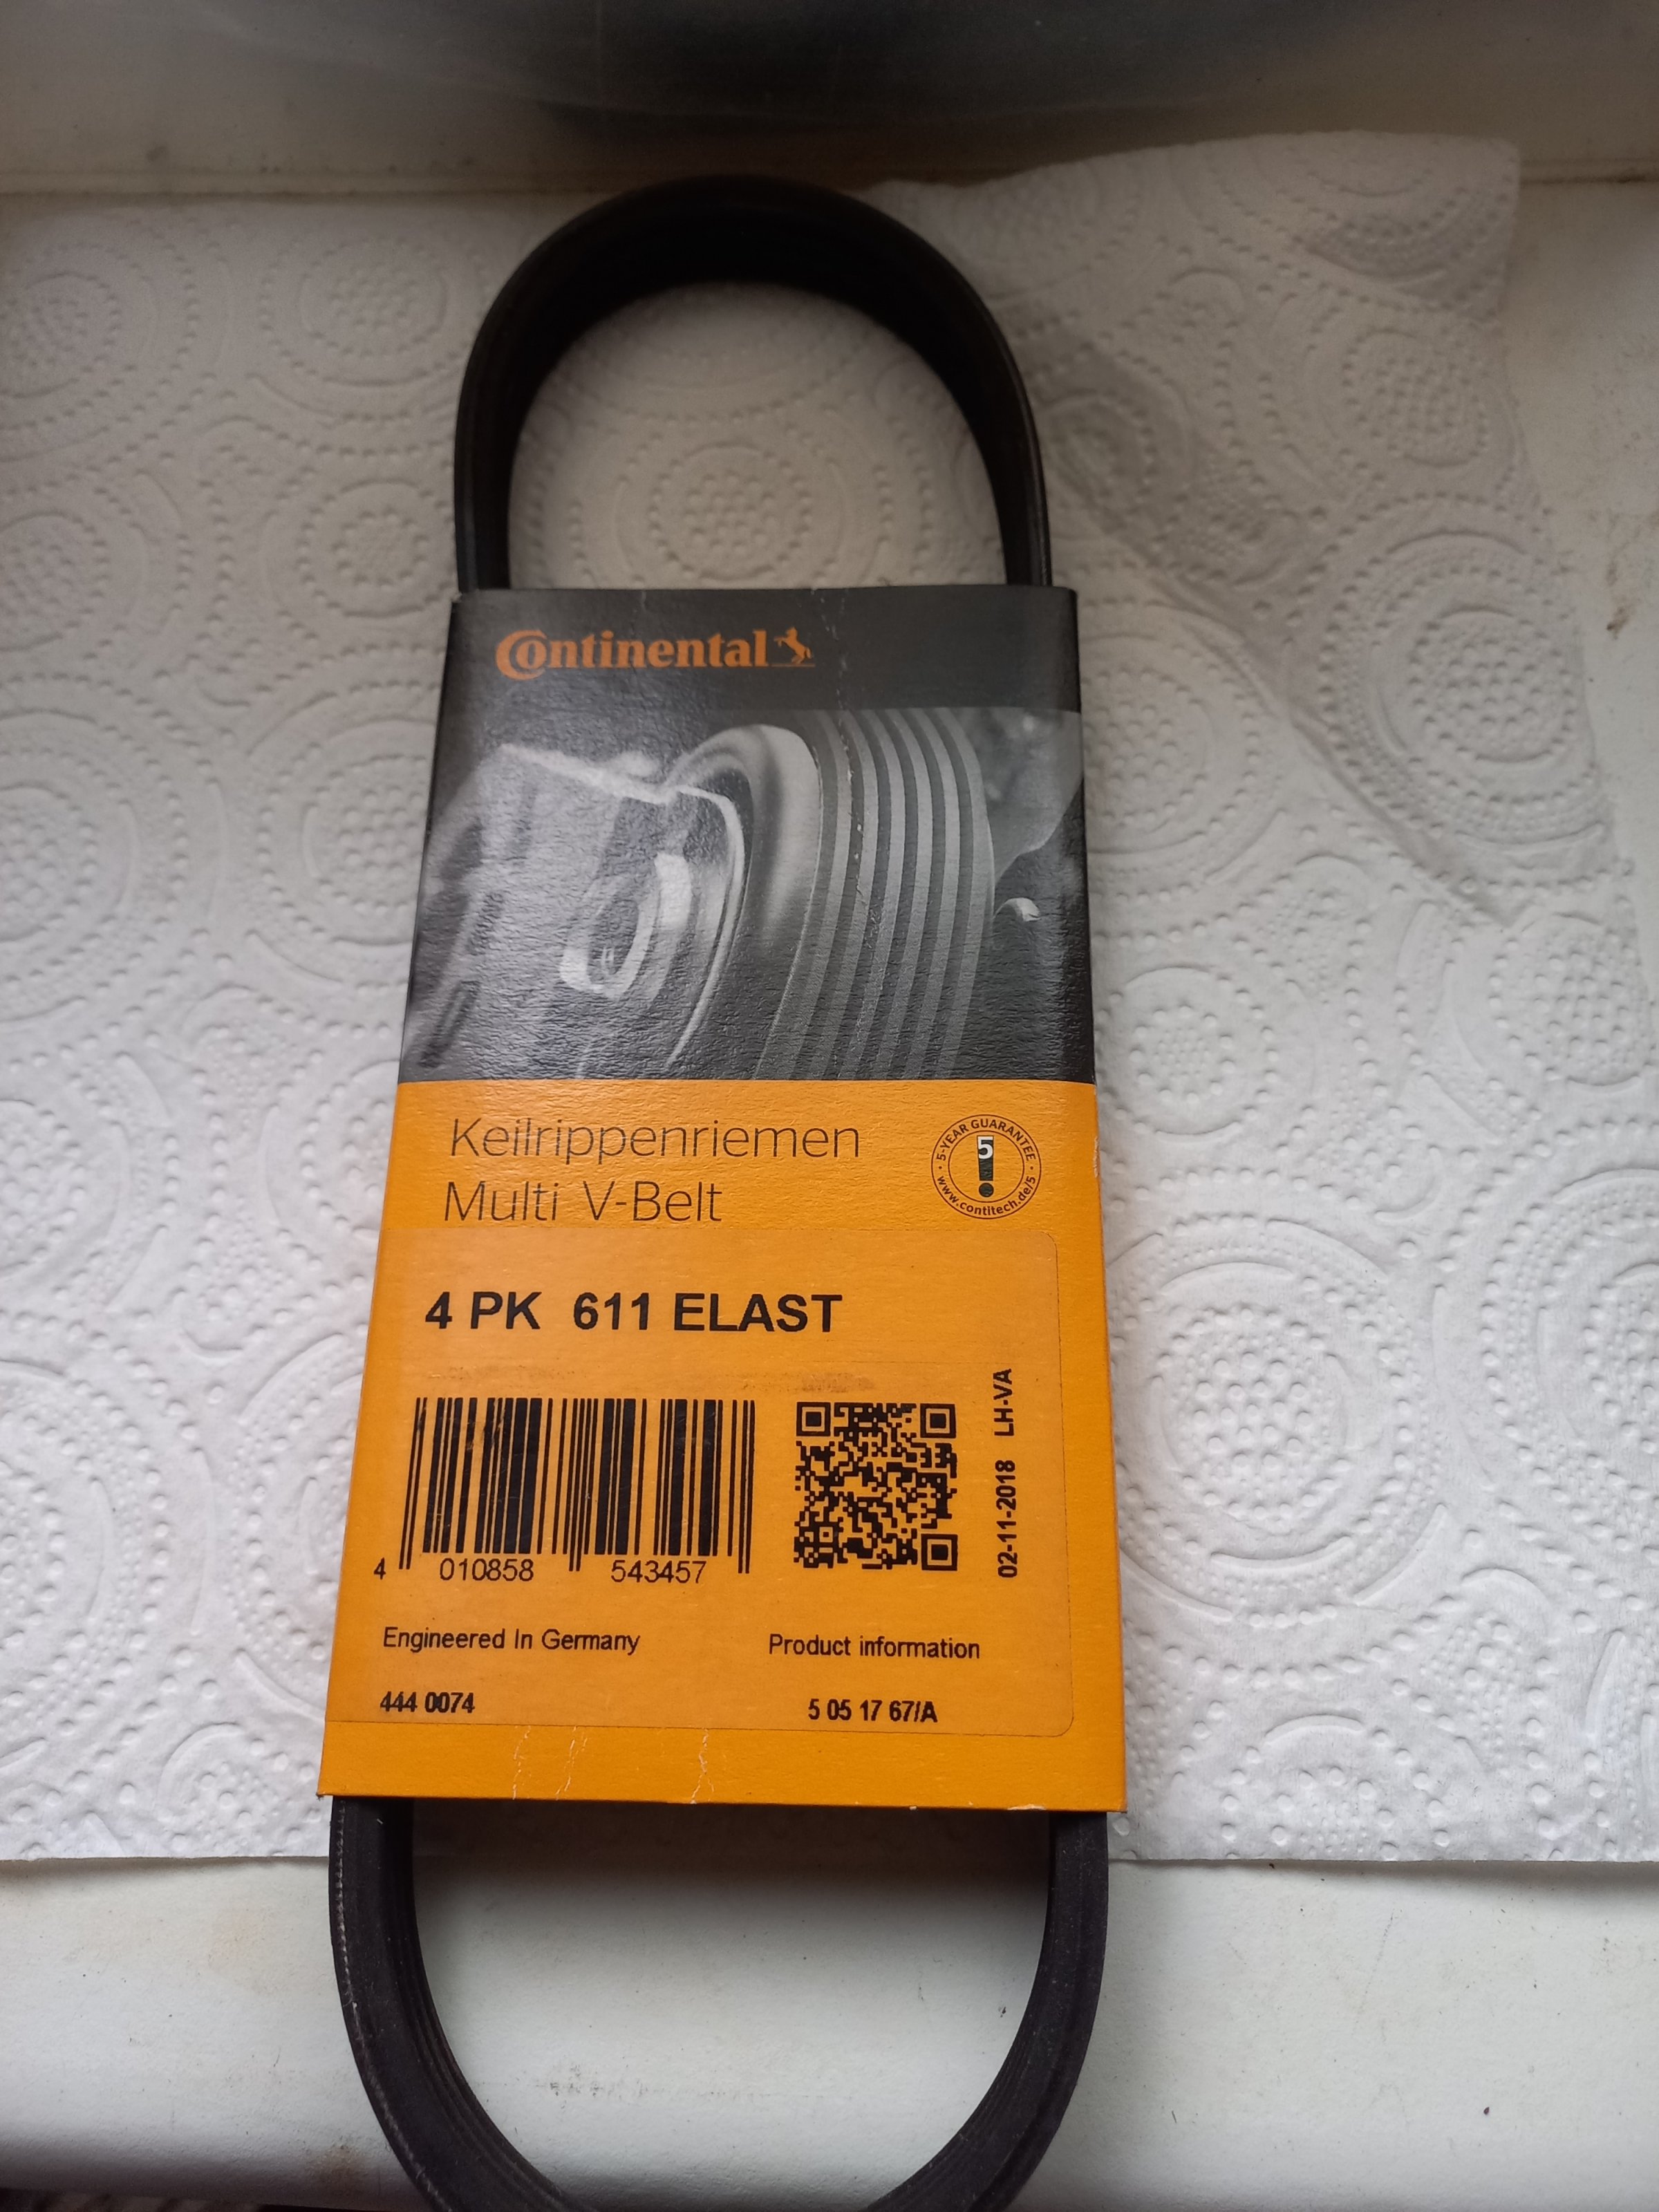 Continental
Keilrippenriemen
Multi V-Belt
5-YEAR GUARANTEE
5
www.contitech.de/5
4 PK 611 ELAST
02-11-2018 LH-VA
4 010858 543457
Engineered In Germany
Product information
444 0074
5 05 17 67/A